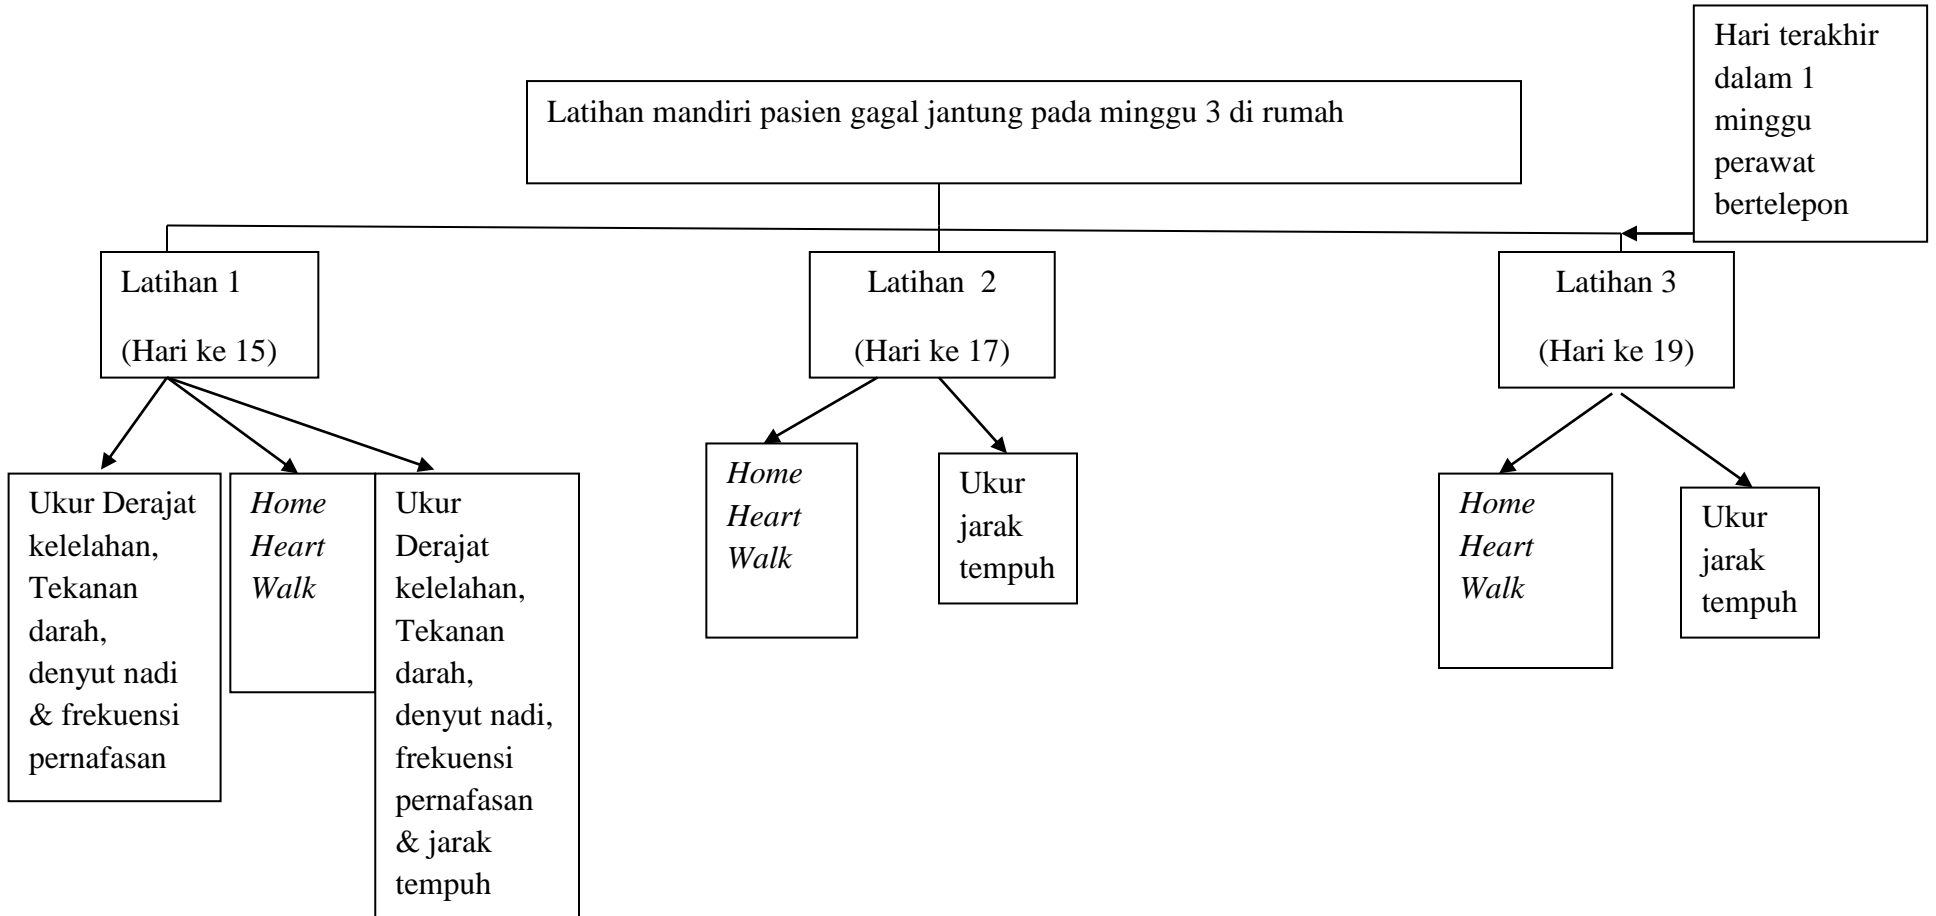 Hari terakhir
dalam 1
minggu
perawat
bertelepon
Latihan mandiri pasien gagal jantung pada minggu 3 di rumah
Latihan 1
(Hari ke 15)
Latihan  2
(Hari ke 17)
Latihan 3
(Hari ke 19)
Ukur Derajat
kelelahan,
Tekanan
darah,
denyut nadi
& frekuensi
pernafasan
Home
Heart
Walk
Ukur
Derajat
kelelahan,
Tekanan
darah,
denyut nadi,
frekuensi
pernafasan
& jarak
tempuh
Home
Heart
Walk
Ukur
jarak
tempuh
Home
Heart
Walk
Ukur
jarak
tempuh